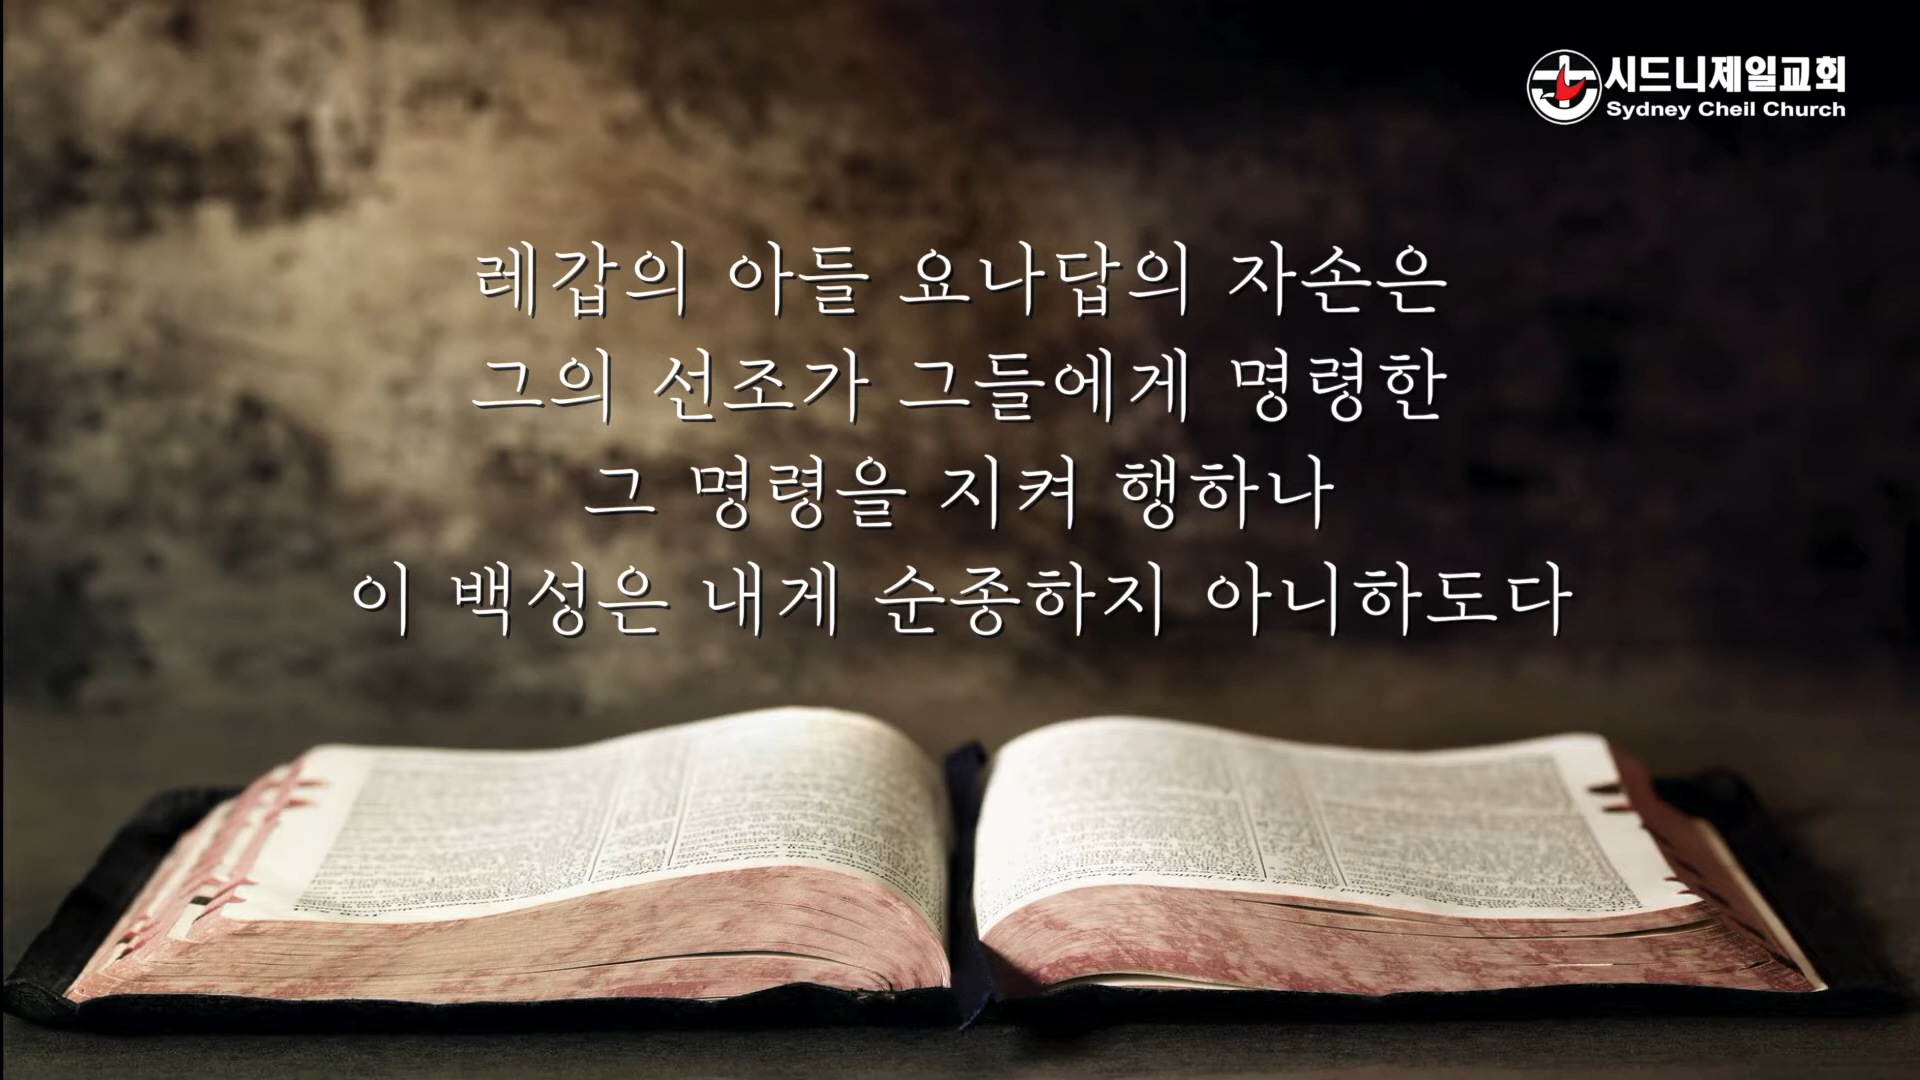 시드니제일교회
Sydney Cheil Church
레갑의 아들 요나답의 자손은
그의 선조가 그들에게 명령한
그 명령을 지켜 행하나
이 백성은 내게 순종하지 아니하도다